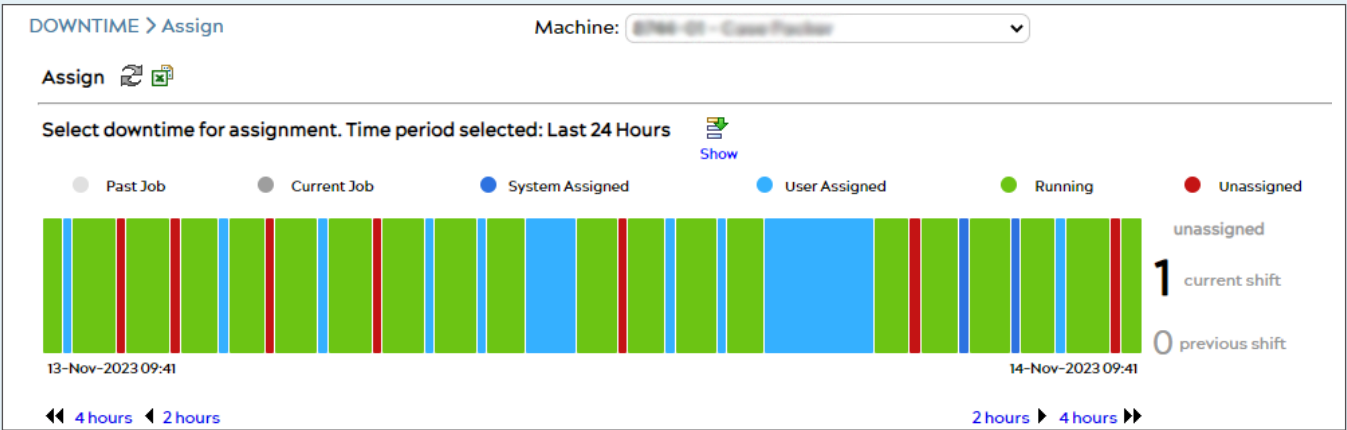 DOWNTIME > Assign
Machine:
Assign
Select downtime for assignment. Time period selected: Last 24 Hours
Show
Past Job
Current Job
System Assigned
User Assigned
Running
Unassigned
unassigned
1 current shift
0 previous shift
13-Nov-2023 09:41
14-Nov-2023 09:41
4 hours 2 hours
2 hours 4 hours